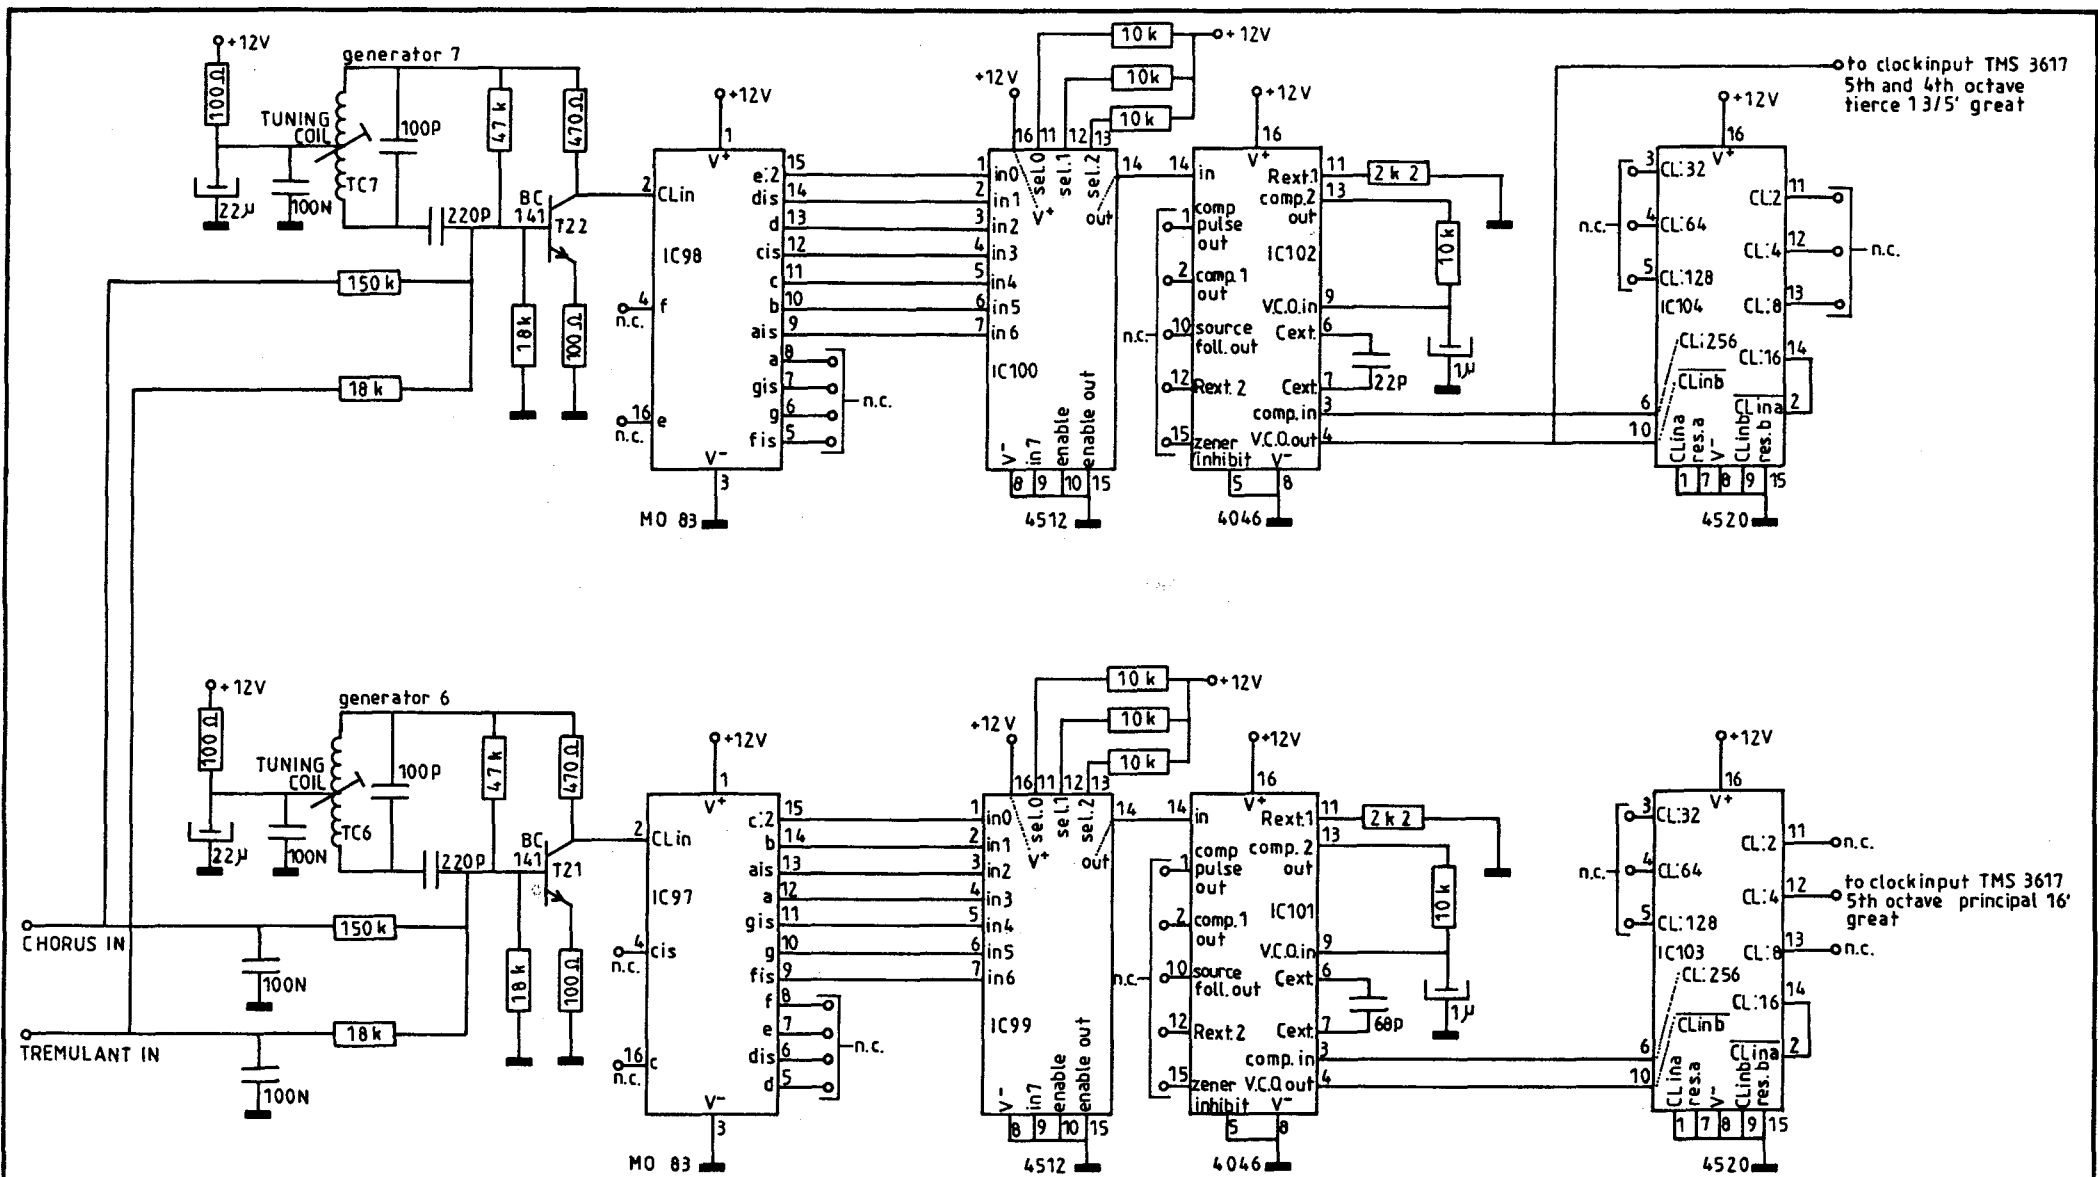 +12V
generator 7
100Ω
TUNING
COIL
TC7
100P
47k
470Ω
22µ
100N
220P
BC
141
T22
18k
100Ω
150k
18k
+12V
1
V+
2
CLin
IC98
4
f
n.c.
16
e
n.c.
e:2
15
dis
14
d
13
cis
12
c
11
b
10
ais
9
a
8
gis
7
g
6
fis
5
n.c.
V-
3
MO 83
10k
+12V
10k
10k
+12V
16
11
12
13
V+
sel.0
sel.1
sel.2
out
14
1
in0
2
in1
3
in2
4
in3
5
in4
6
in5
7
in6
IC100
V-
in7
enable
enable out
8
9
10
15
4512
+12V
16
V+
14
in
1
comp
pulse
out
2
comp.1
out
10
source
foll.out
12
Rext.2
15
zener
inhibit
n.c.
Rext.1
11
2k2
comp.2
out
13
IC102
10k
V.C.O.in
9
Cext.
6
22P
Cext.
7
1µ
comp.in
3
V.C.O.out
4
V-
5
8
4046
to clockinput TMS 3617
5th and 4th octave
tierce 1 3/5' great
+12V
16
V+
3
CL:32
4
CL:64
5
CL:128
n.c.
IC104
CL:2
11
CL:4
12
CL:8
13
n.c.
CL:256
CLinb
CL:16
14
CLina
2
6
10
CLina
res.a
V-
CLinb
res.b
1
7
8
9
15
4520
+12V
generator 6
100Ω
TUNING
COIL
TC6
100P
47k
470Ω
22µ
100N
220P
BC
141
T21
18k
100Ω
CHORUS IN
150k
100N
TREMULANT IN
18k
100N
+12V
1
V+
2
CLin
IC97
4
cis
n.c.
16
c
n.c.
c:2
15
b
14
ais
13
a
12
gis
11
g
10
fis
9
f
8
e
7
dis
6
d
5
n.c.
V-
3
MO 83
10k
+12V
10k
10k
+12V
16
11
12
13
V+
sel.0
sel.1
sel.2
out
14
1
in0
2
in1
3
in2
4
in3
5
in4
6
in5
7
in6
IC99
V-
in7
enable
enable out
8
9
10
15
4512
+12V
16
V+
14
in
1
comp
pulse
out
2
comp.1
out
10
source
foll.out
12
Rext.2
15
zener
inhibit
n.c.
Rext.1
11
2k2
comp.2
out
13
IC101
10k
V.C.O.in
9
Cext.
6
68p
Cext.
7
1µ
comp.in
3
V.C.O.out
4
V-
5
8
4046
+12V
16
V+
3
CL:32
4
CL:64
5
CL:128
n.c.
IC103
CL:2
11
n.c.
CL:4
12
to clockinput TMS 3617
5th octave principal 16'
great
CL:8
13
n.c.
CL:256
CLinb
CL:16
14
CLina
2
6
10
CLina
res.a
V-
CLinb
res.b
1
7
8
9
15
4520